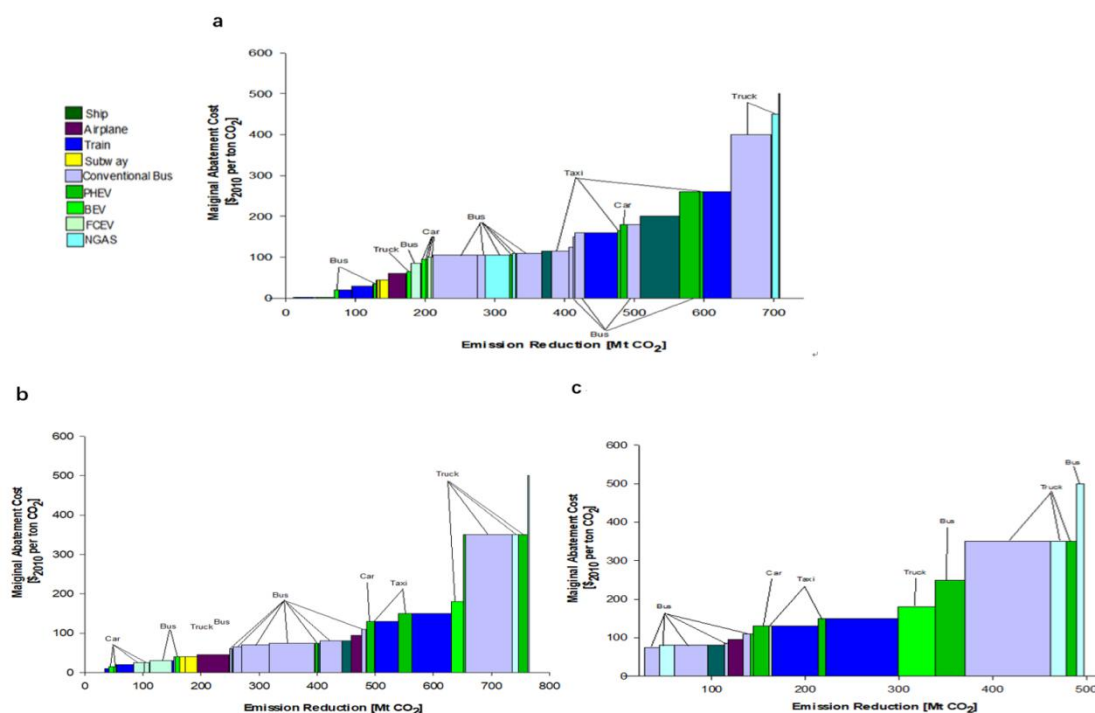 a
Ship
Airplane
Train
Subway
Conventional Bus
PHEV
BEV
FCEV
NGAS
Maiginal Abatement Cost
[$2010 per ton CO2]
600
500
400
300
200
100
0
Bus
Truck
Bus
Car
Bus
Taxi
Car
Truck
Bus
0 100 200 300 400 500 600 700
Emission Reduction [Mt CO2]
b
Maiginal Abatement Cost
[$2010 per ton CO2]
600
500
400
300
200
100
0
Car
Bus
Truck
Bus
Bus
Car
Taxi
Truck
0 100 200 300 400 500 600 700 800
Emission Reduction [Mt CO2]
c
Maiginal Abatement Cost
[$2010 per ton CO2]
600
500
400
300
200
100
0
Bus
Car
Taxi
Truck
Bus
Truck
Bus
100 200 300 400 500
Emission Reduction [Mt CO2]